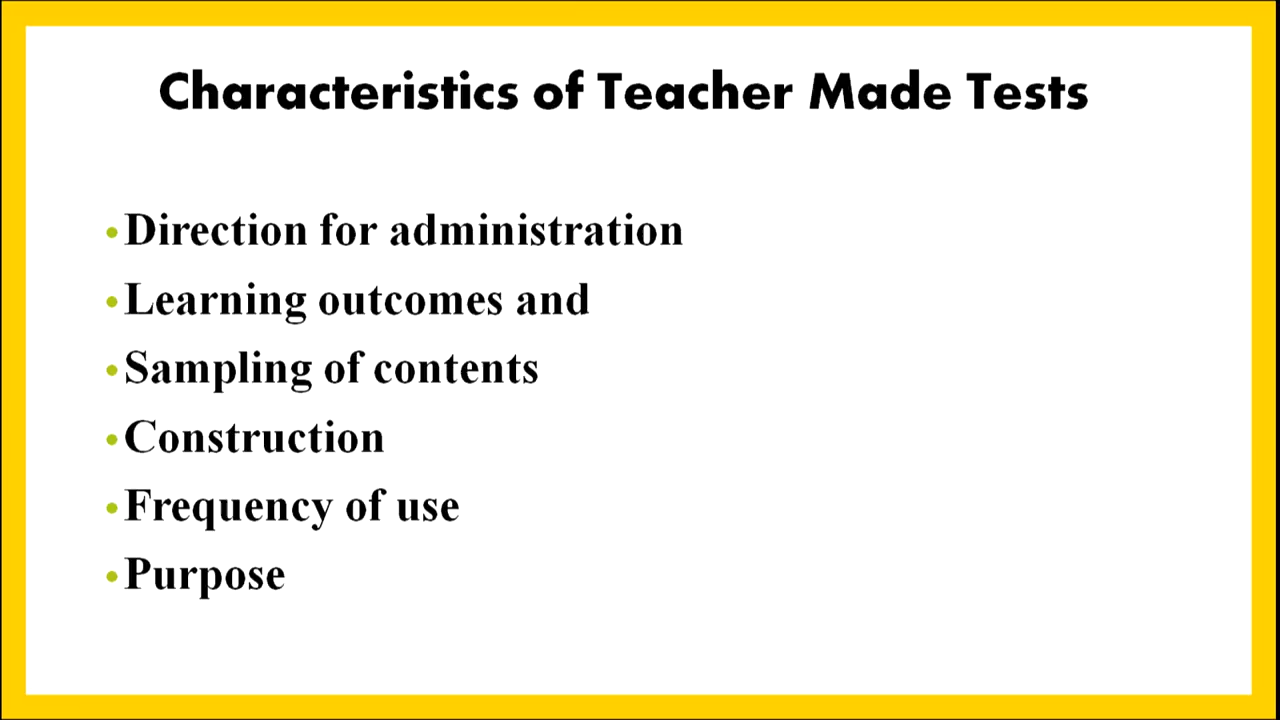 Characteristics of Teacher Made Tests
•Direction for administration
•Learning outcomes and
•Sampling of contents
•Construction
•Frequency of use
•Purpose